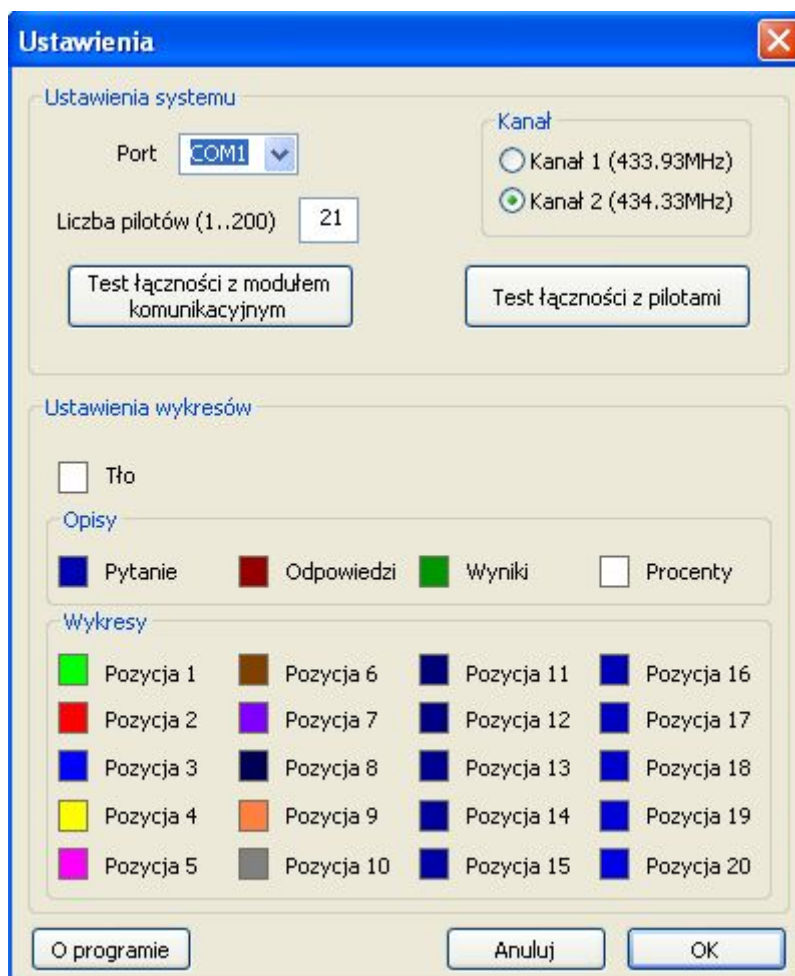 Ustawienia
Ustawienia systemu
Port COM1
Kanał
Kanał 1 (433.93MHz)
Kanał 2 (434.33MHz)
Liczba pilotów (1..200) 21
Test łączności z modułem
komunikacyjnym
Test łączności z pilotami
Ustawienia wykresów
Tło
Opisy
Pytanie Odpowiedzi Wyniki Procenty
Wykresy
Pozycja 1 Pozycja 6 Pozycja 11 Pozycja 16
Pozycja 2 Pozycja 7 Pozycja 12 Pozycja 17
Pozycja 3 Pozycja 8 Pozycja 13 Pozycja 18
Pozycja 4 Pozycja 9 Pozycja 14 Pozycja 19
Pozycja 5 Pozycja 10 Pozycja 15 Pozycja 20
O programie Anuluj OK